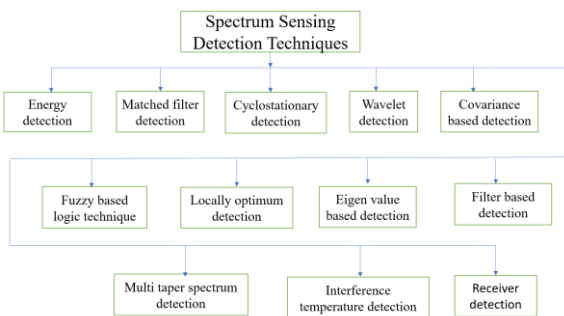 Spectrum Sensing
Detection Techniques
Energy
detection
Matched filter
detection
Cyclostationary
detection
Wavelet
detection
Covariance
based detection
Fuzzy based
logic technique
Locally optimum
detection
Eigen value
based detection
Filter based
detection
Multi taper spectrum
detection
Interference
temperature detection
Receiver
detection